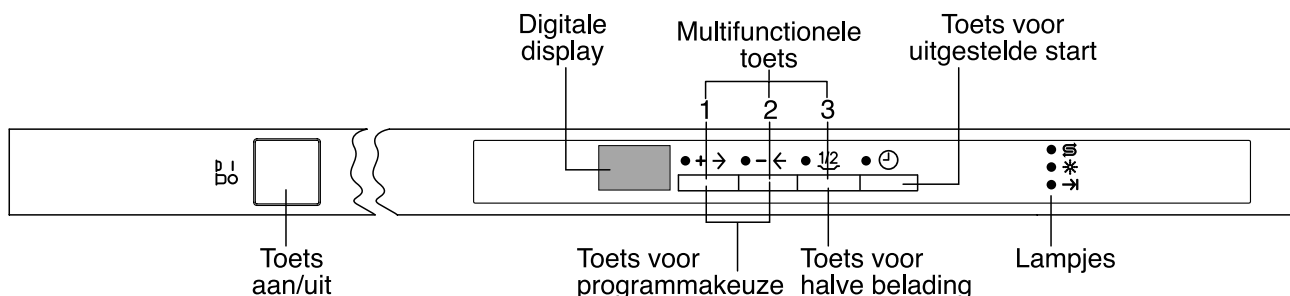 Digitale
display
Multifunctionele
toets
Toets voor
uitgestelde start
1 2 3
+ → - ← 1/2
Toets
aan/uit
Toets voor
programmakeuze
Toets voor
halve belading
Lampjes